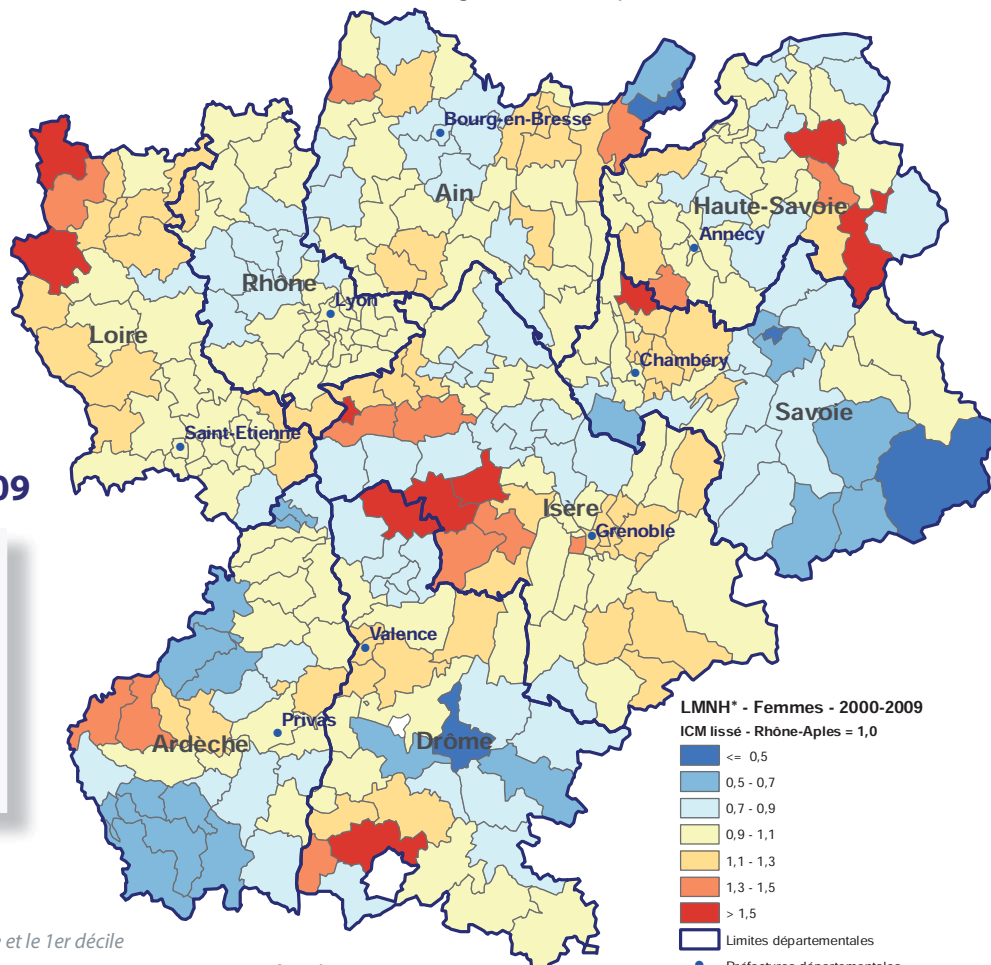 Bourg-en-Bresse
Ain
Haute-Savoie
Annecy
Rhône
Lyon
Loire
Chambéry
Savoie
Saint-Etienne
09
Isère
Grenoble
Valence
Privas
Ardèche
Drôme
LMNH* - Femmes - 2000-2009
ICM lissé - Rhône-Aples = 1,0
<= 0,5
0,5 - 0,7
0,7 - 0,9
0,9 - 1,1
1,1 - 1,3
1,3 - 1,5
> 1,5
Limites départementales
Préfectures départementales
et le 1er décile